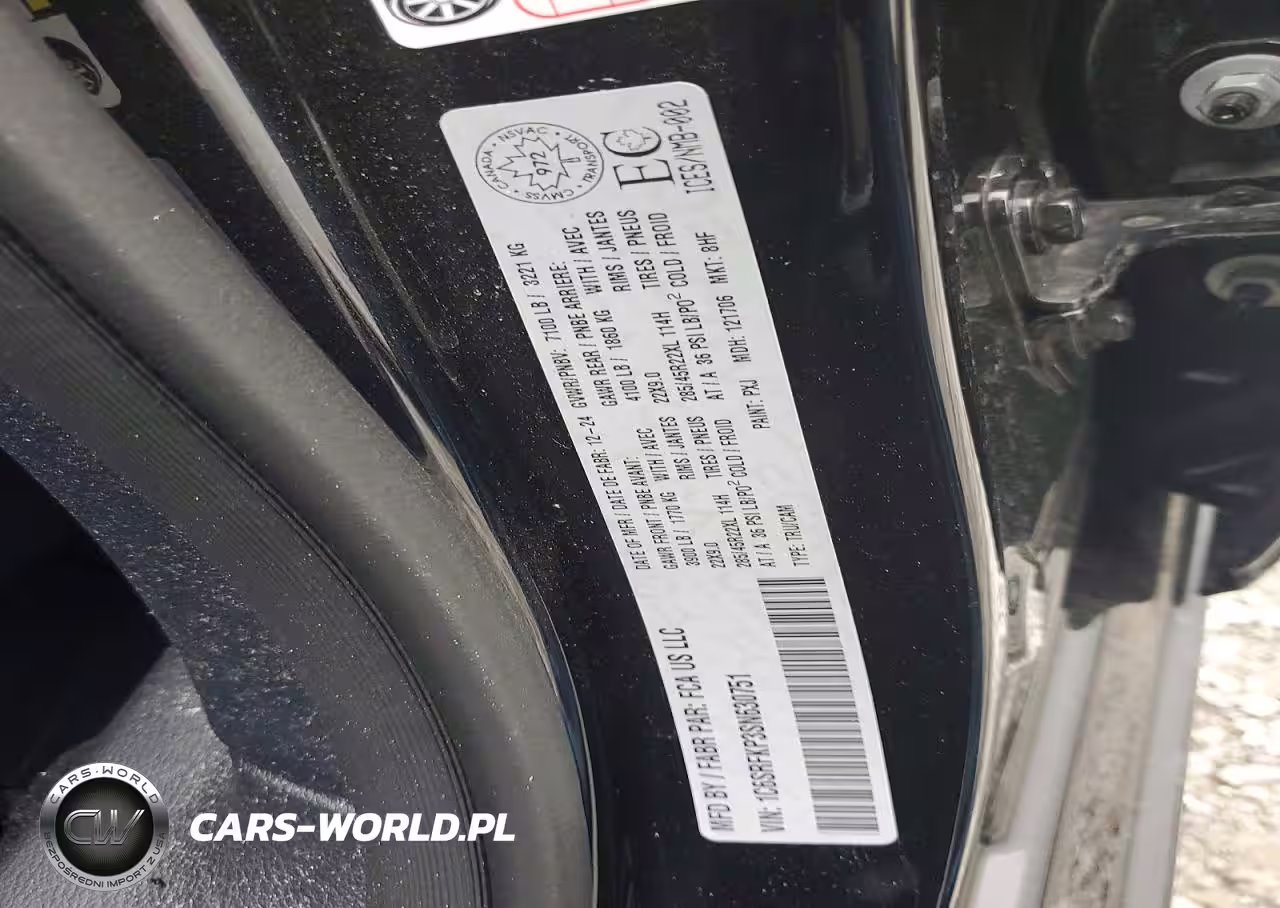 MFD BY / FABR PAR: FCA US LLC
DATE OF MFR / DATE DE FABR: 12-24
GVWR/PNBV: 7100 LB / 3221 KG
GAWR FRONT / PNBE AVANT:
3900 LB / 1770 KG WITH / AVEC
22X9.0 RIMS / JANTES
285/45R22XL 114H TIRES / PNEUS
AT / A 36 PSI LB/PO² COLD / FROID
GAWR REAR / PNBE ARRIERE:
4100 LB / 1860 KG WITH / AVEC
22X9.0 RIMS / JANTES
285/45R22XL 114H TIRES / PNEUS
AT / A 36 PSI LB/PO² COLD / FROID
VIN: 1C6SRFKP3SN630751
TYPE: TRU/CAM
PAINT: PXJ
MDH: 121706
MKT: 8HF
CANADA · NSVAC
972
CMVSS · TRANSPORT
EC
ICES/NMB-002
CARS-WORLD
CW
BEZPOŚREDNI IMPORT Z USA
CARS-WORLD.PL